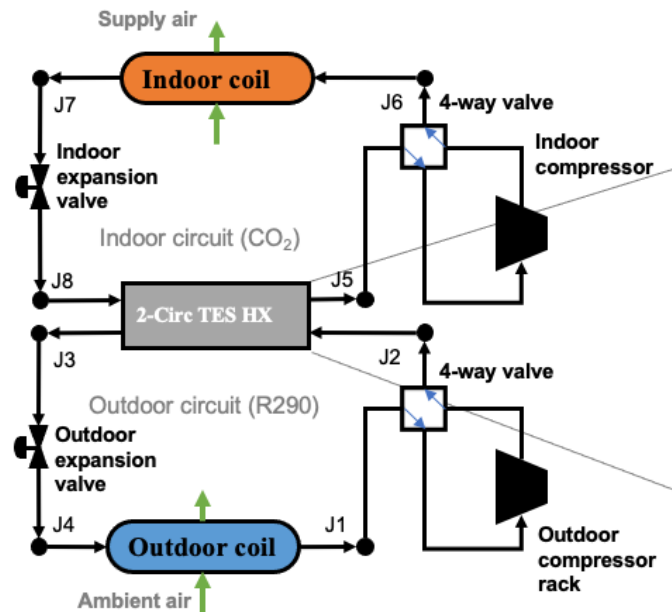 Supply air
Indoor coil
J7
J6
4-way valve
Indoor
expansion
valve
Indoor
compressor
Indoor circuit (CO₂)
J8
J5
2-Circ TES HX
J3
J2
4-way valve
Outdoor circuit (R290)
Outdoor
expansion
valve
J4
J1
Outdoor coil
Outdoor
compressor
rack
Ambient air